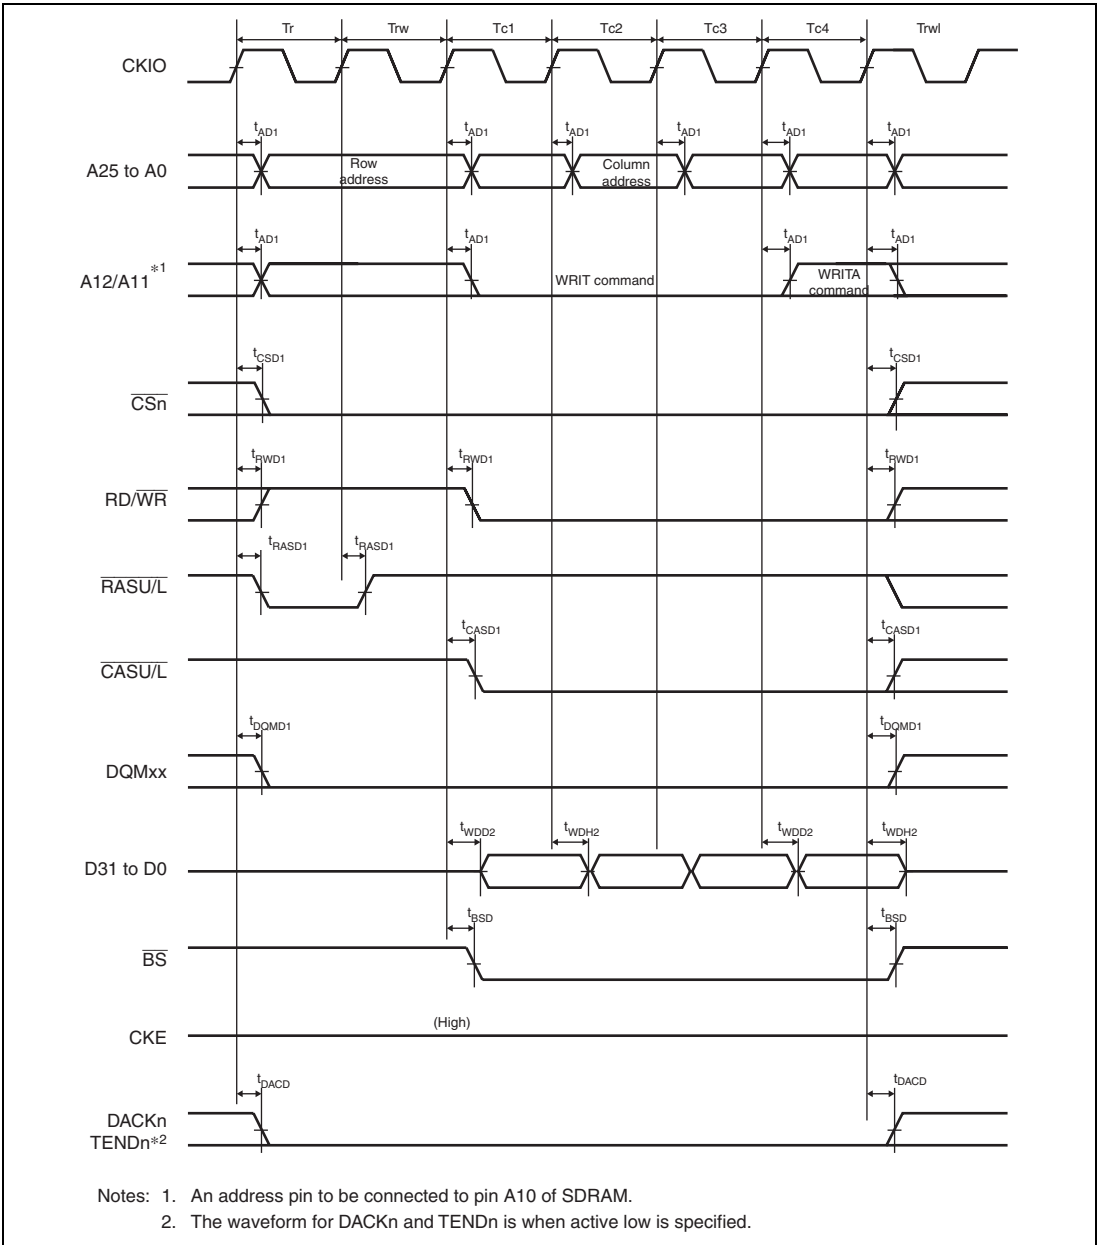 Tr Trw Tc1 Tc2 Tc3 Tc4 Trwl
CKIO
tAD1 tAD1 tAD1 tAD1 tAD1 tAD1
A25 to A0
Row
address
Column
address
tAD1 tAD1 tAD1 tAD1
A12/A11*1
WRIT command
WRITA
command
tCSD1 tCSD1
CSn
tRWD1 tRWD1 tRWD1
RD/WR
tRASD1 tRASD1
RASU/L
tCASD1 tCASD1
CASU/L
tDQMD1 tDQMD1
DQMxx
tWDD2 tWDH2 tWDD2 tWDH2
D31 to D0
tBSD tBSD
BS
(High)
CKE
tDACD tDACD
DACKn
TENDn*2
Notes: 1. An address pin to be connected to pin A10 of SDRAM.
2. The waveform for DACKn and TENDn is when active low is specified.